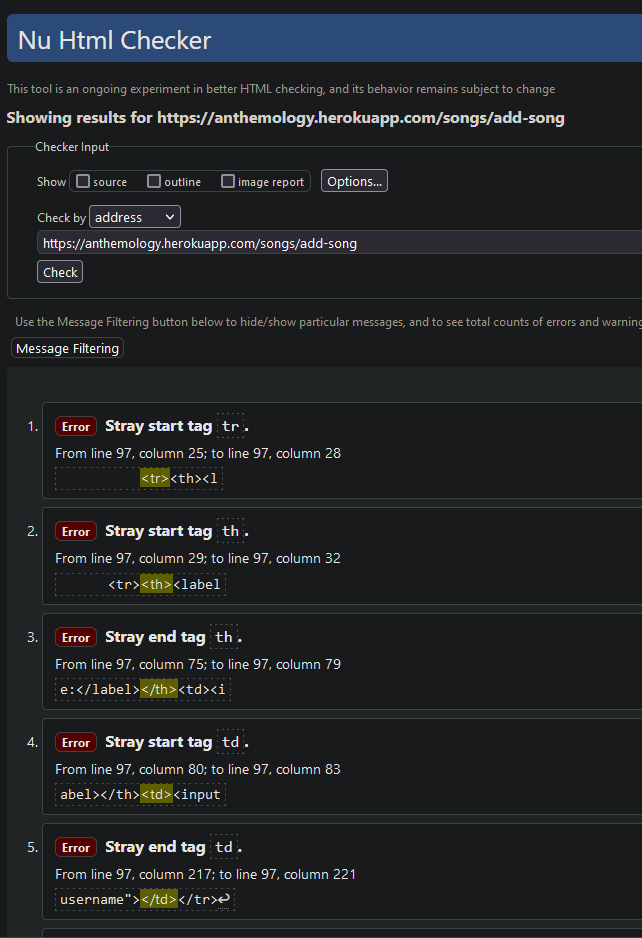 Nu Html Checker
This tool is an ongoing experiment in better HTML checking, and its behavior remains subject to change
Showing results for https://anthemology.herokuapp.com/songs/add-song
Checker Input
Show source outline image report Options...
Check by address
https://anthemology.herokuapp.com/songs/add-song
Check
Use the Message Filtering button below to hide/show particular messages, and to see total counts of errors and warning
Message Filtering
1. Error Stray start tag tr.
From line 97, column 25; to line 97, column 28
<tr><th><l
2. Error Stray start tag th.
From line 97, column 29; to line 97, column 32
<tr><th><label
3. Error Stray end tag th.
From line 97, column 75; to line 97, column 79
e:</label></th><td><i
4. Error Stray start tag td.
From line 97, column 80; to line 97, column 83
abel></th><td><input
5. Error Stray end tag td.
From line 97, column 217; to line 97, column 221
username"></td></tr>↩